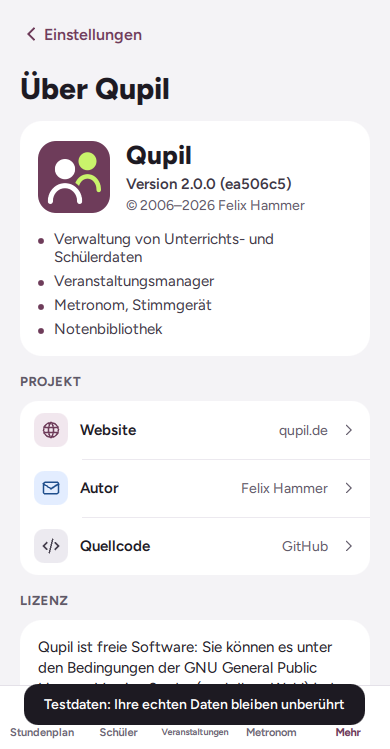 Einstellungen
Über Qupil
Qupil
Version 2.0.0 (ea506c5)
© 2006–2026 Felix Hammer
Verwaltung von Unterrichts- und
Schülerdaten
Veranstaltungsmanager
Metronom, Stimmgerät
Notenbibliothek
PROJEKT
Website
qupil.de
Autor
Felix Hammer
Quellcode
GitHub
LIZENZ
Qupil ist freie Software: Sie können es unter
den Bedingungen der GNU General Public
Testdaten: Ihre echten Daten bleiben unberührt
Stundenplan
Schüler
Veranstaltungen
Metronom
Mehr